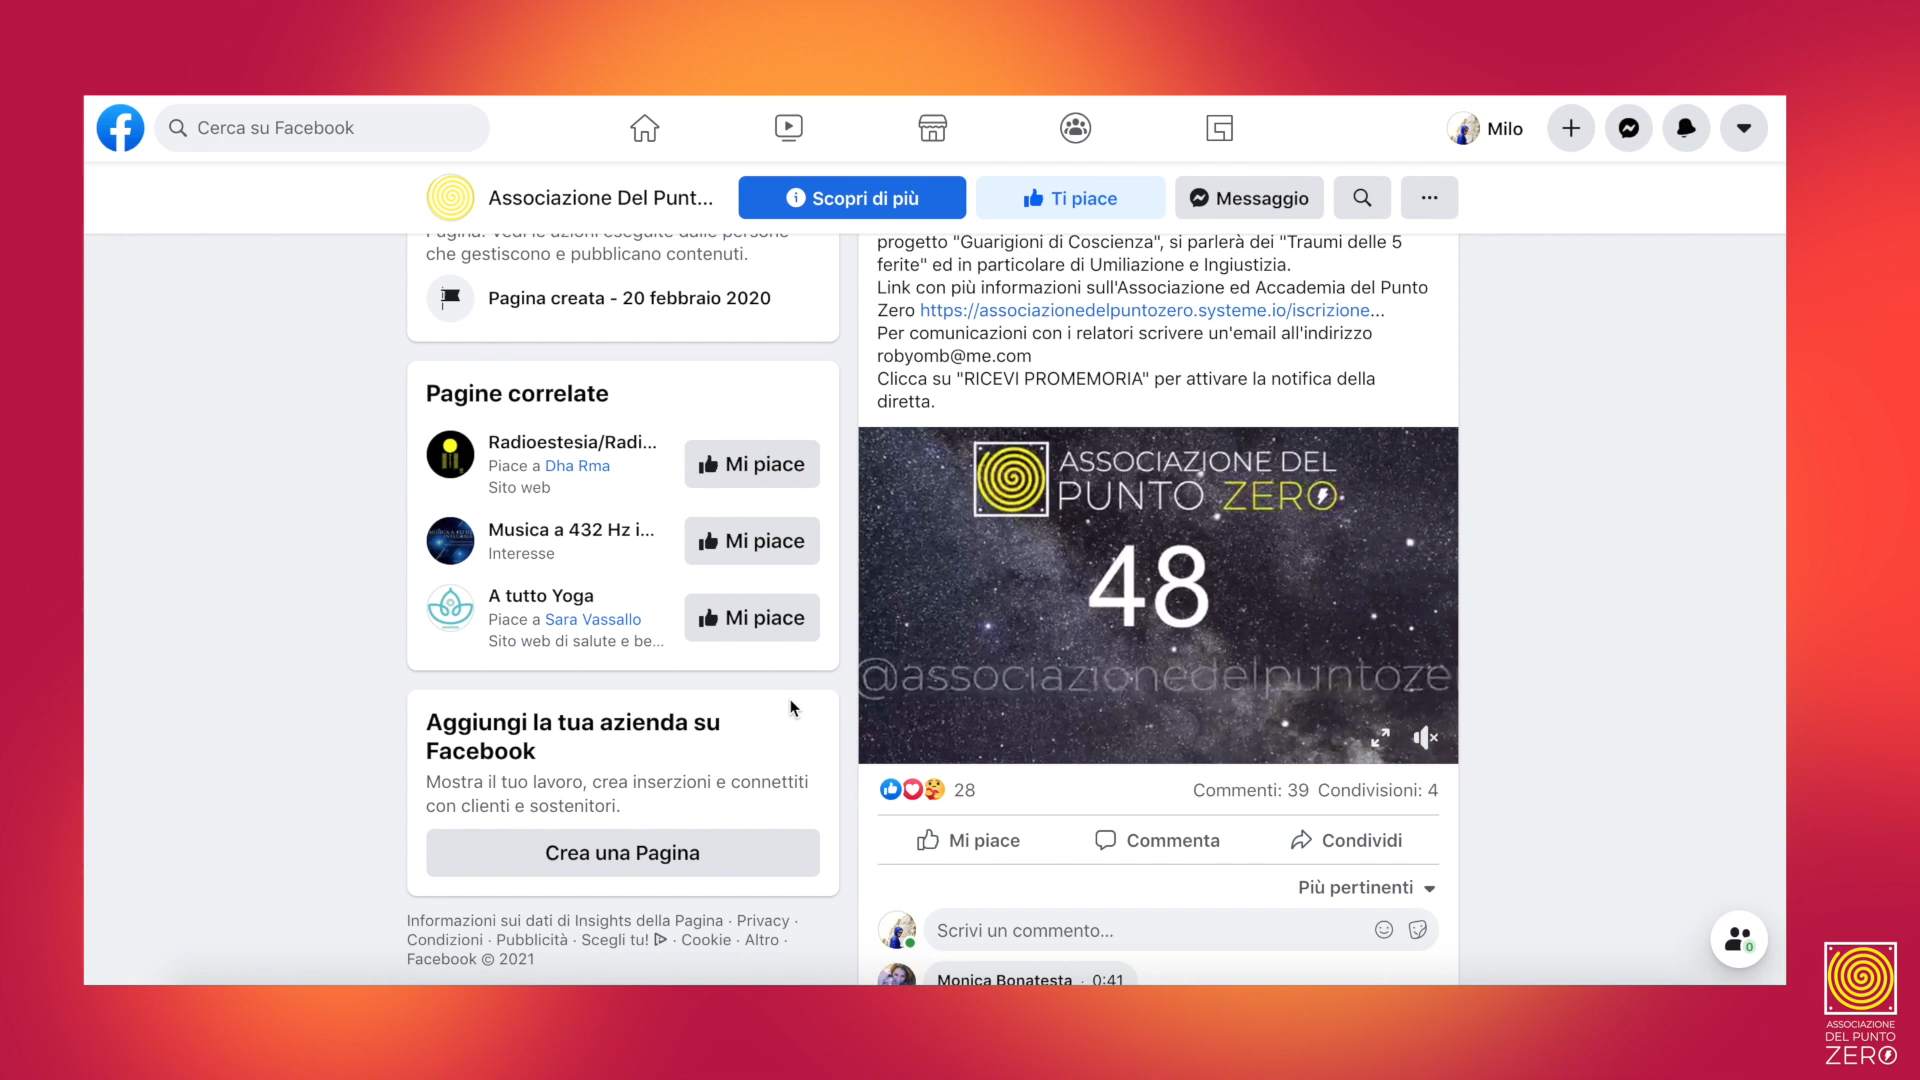 Cerca su Facebook
Milo
Associazione Del Punt...
Scopri di più
Ti piace
Messaggio
Pagina. Vedi le azioni eseguite dalle persone
che gestiscono e pubblicano contenuti.
Pagina creata - 20 febbraio 2020
Pagine correlate
Radioestesia/Radi...
Piace a Dha Rma
Sito web
Mi piace
Musica a 432 Hz i...
Interesse
Mi piace
A tutto Yoga
Piace a Sara Vassallo
Sito web di salute e be...
Mi piace
Aggiungi la tua azienda su
Facebook
Mostra il tuo lavoro, crea inserzioni e connettiti
con clienti e sostenitori.
Crea una Pagina
Informazioni sui dati di Insights della Pagina · Privacy ·
Condizioni · Pubblicità · Scegli tu! · Cookie · Altro ·
Facebook © 2021
progetto "Guarigioni di Coscienza", si parlerà dei "Traumi delle 5
ferite" ed in particolare di Umiliazione e Ingiustizia.
Link con più informazioni sull'Associazione ed Accademia del Punto
Zero https://associazionedelpuntozero.systeme.io/iscrizione...
Per comunicazioni con i relatori scrivere un'email all'indirizzo
robyomb@me.com
Clicca su "RICEVI PROMEMORIA" per attivare la notifica della
diretta.
ASSOCIAZIONE DEL
PUNTO ZERO
48
@associazionedelpuntoze
28
Commenti: 39 Condivisioni: 4
Mi piace
Commenta
Condividi
Più pertinenti
Scrivi un commento...
Monica Bonatesta · 0:41
0
ASSOCIAZIONE
DEL PUNTO
ZERO